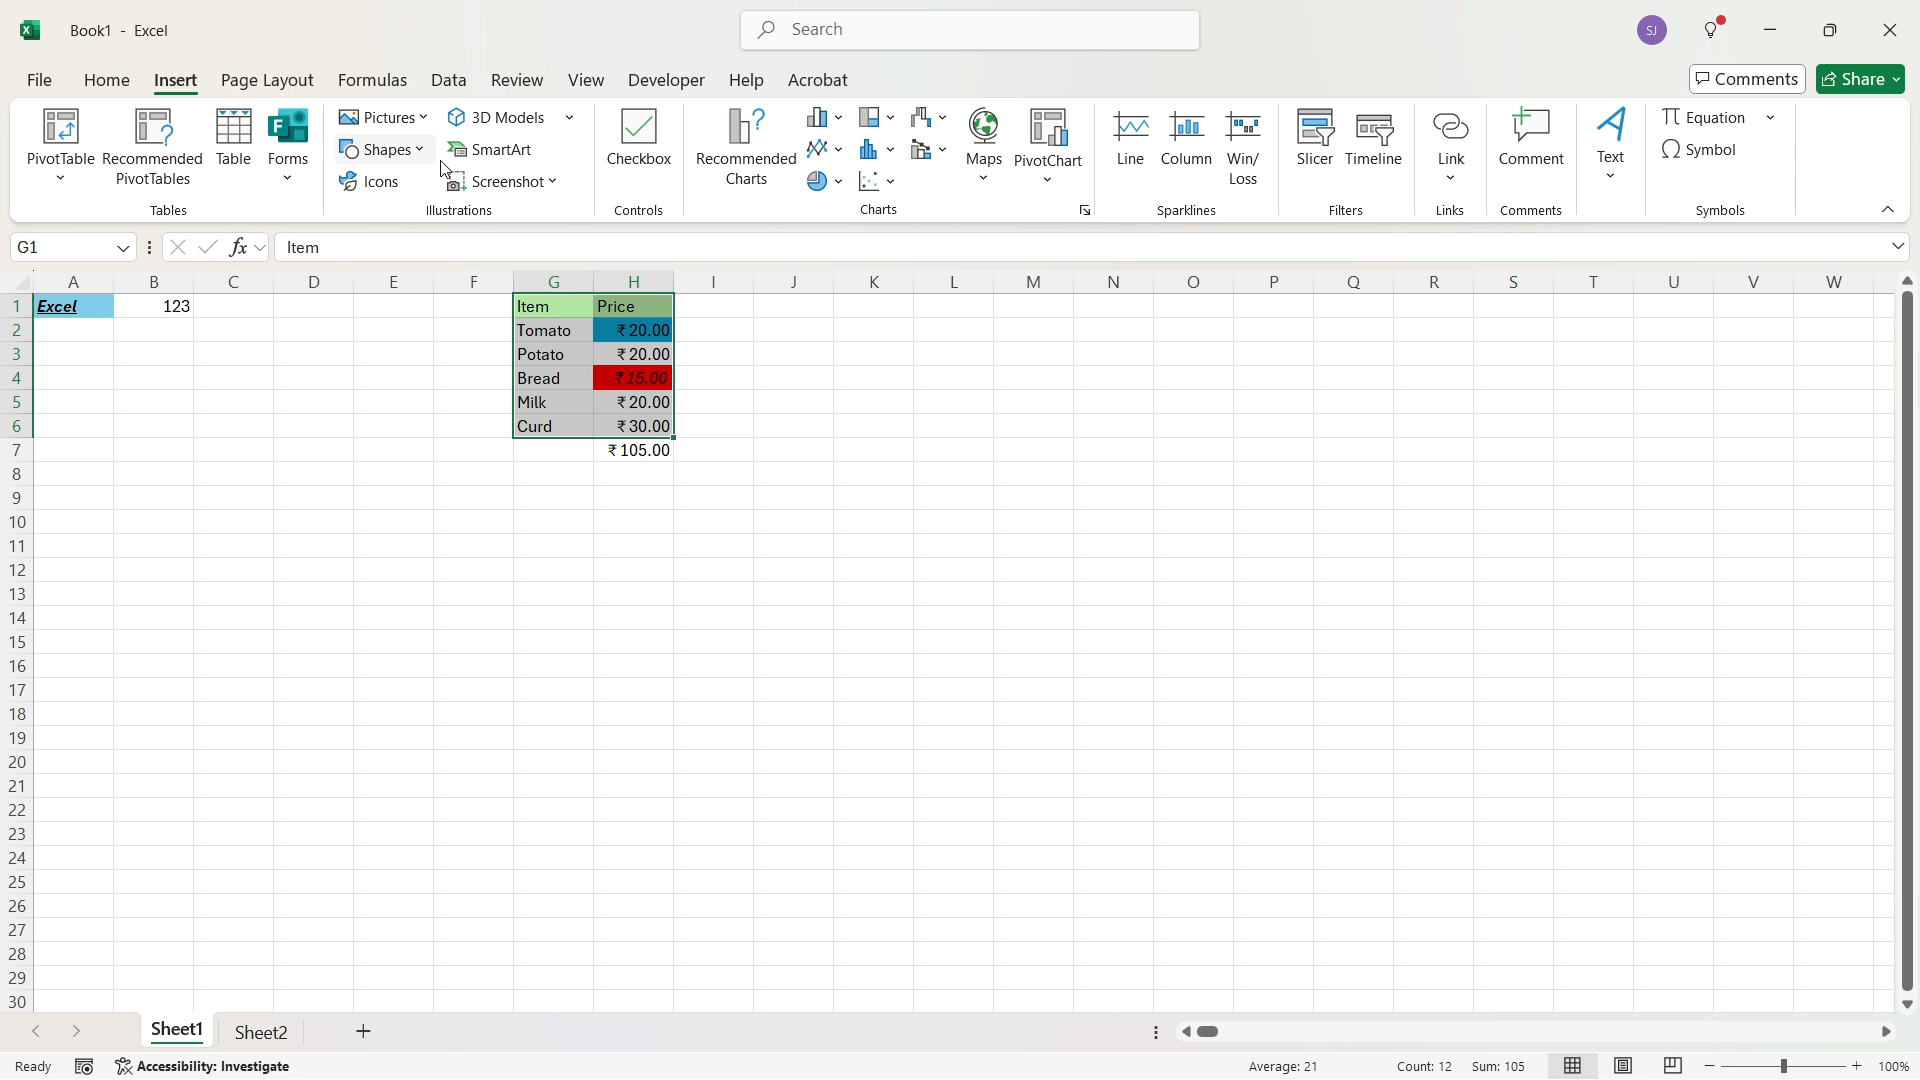 Book1 - Excel
Search
SJ
File Home Insert Page Layout Formulas Data Review View Developer Help Acrobat
Comments Share
PivotTable
Recommended
PivotTables
Table
Forms
Tables
Pictures
Shapes
Icons
3D Models
SmartArt
Screenshot
Illustrations
Checkbox
Controls
Recommended
Charts
Maps
PivotChart
Charts
Line
Column
Win/
Loss
Sparklines
Slicer
Timeline
Filters
Link
Links
Comment
Comments
Text
Equation
Symbol
Symbols
G1 fx Item
A B C D E F G H I J K L M N O P Q R S T U V W
1 Excel 123 Item Price
2 Tomato ₹20.00
3 Potato ₹20.00
4 Bread ₹15.00
5 Milk ₹20.00
6 Curd ₹30.00
7 ₹105.00
8
9
10
11
12
13
14
15
16
17
18
19
20
21
22
23
24
25
26
27
28
29
30
Sheet1 Sheet2
Ready Accessibility: Investigate Average: 21 Count: 12 Sum: 105 100%